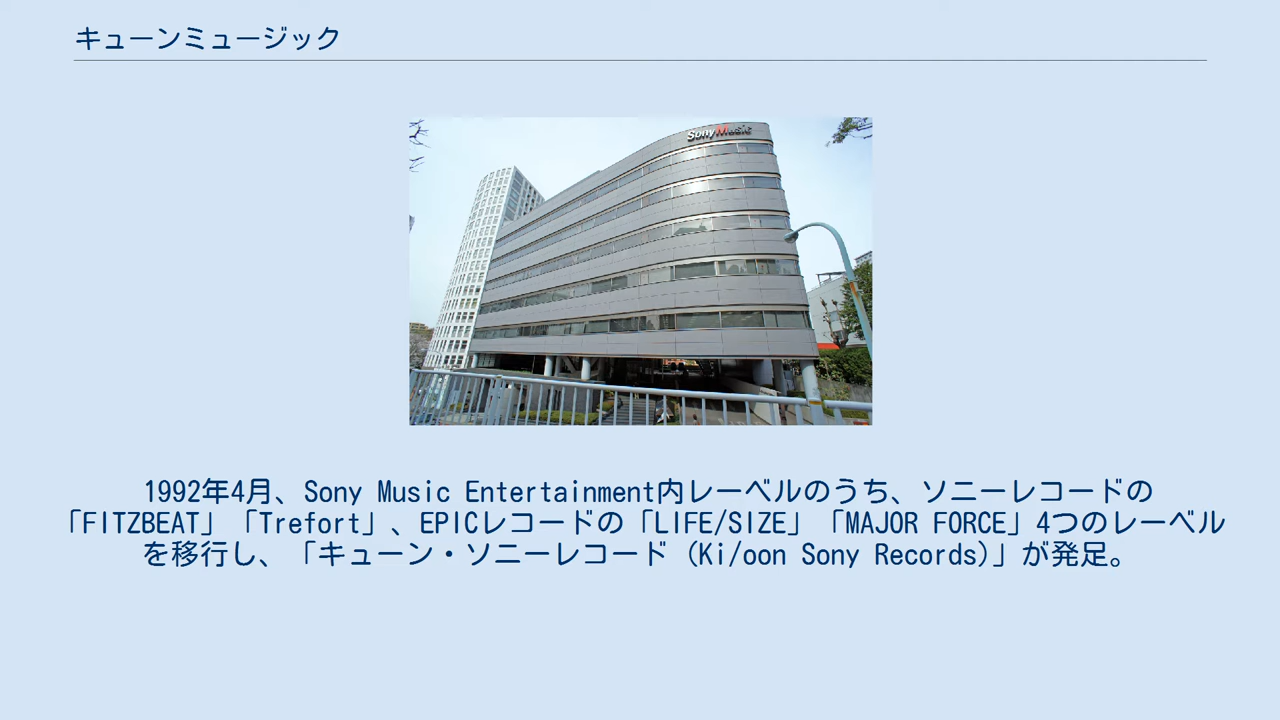 キューンミュージック
Sony Music
1992年4月、Sony Music Entertainment内レーベルのうち、ソニーレコードの
「FITZBEAT」「Trefort」、EPICレコードの「LIFE/SIZE」「MAJOR FORCE」4つのレーベル
を移行し、「キューン・ソニーレコード (Ki/oon Sony Records)」が発足。